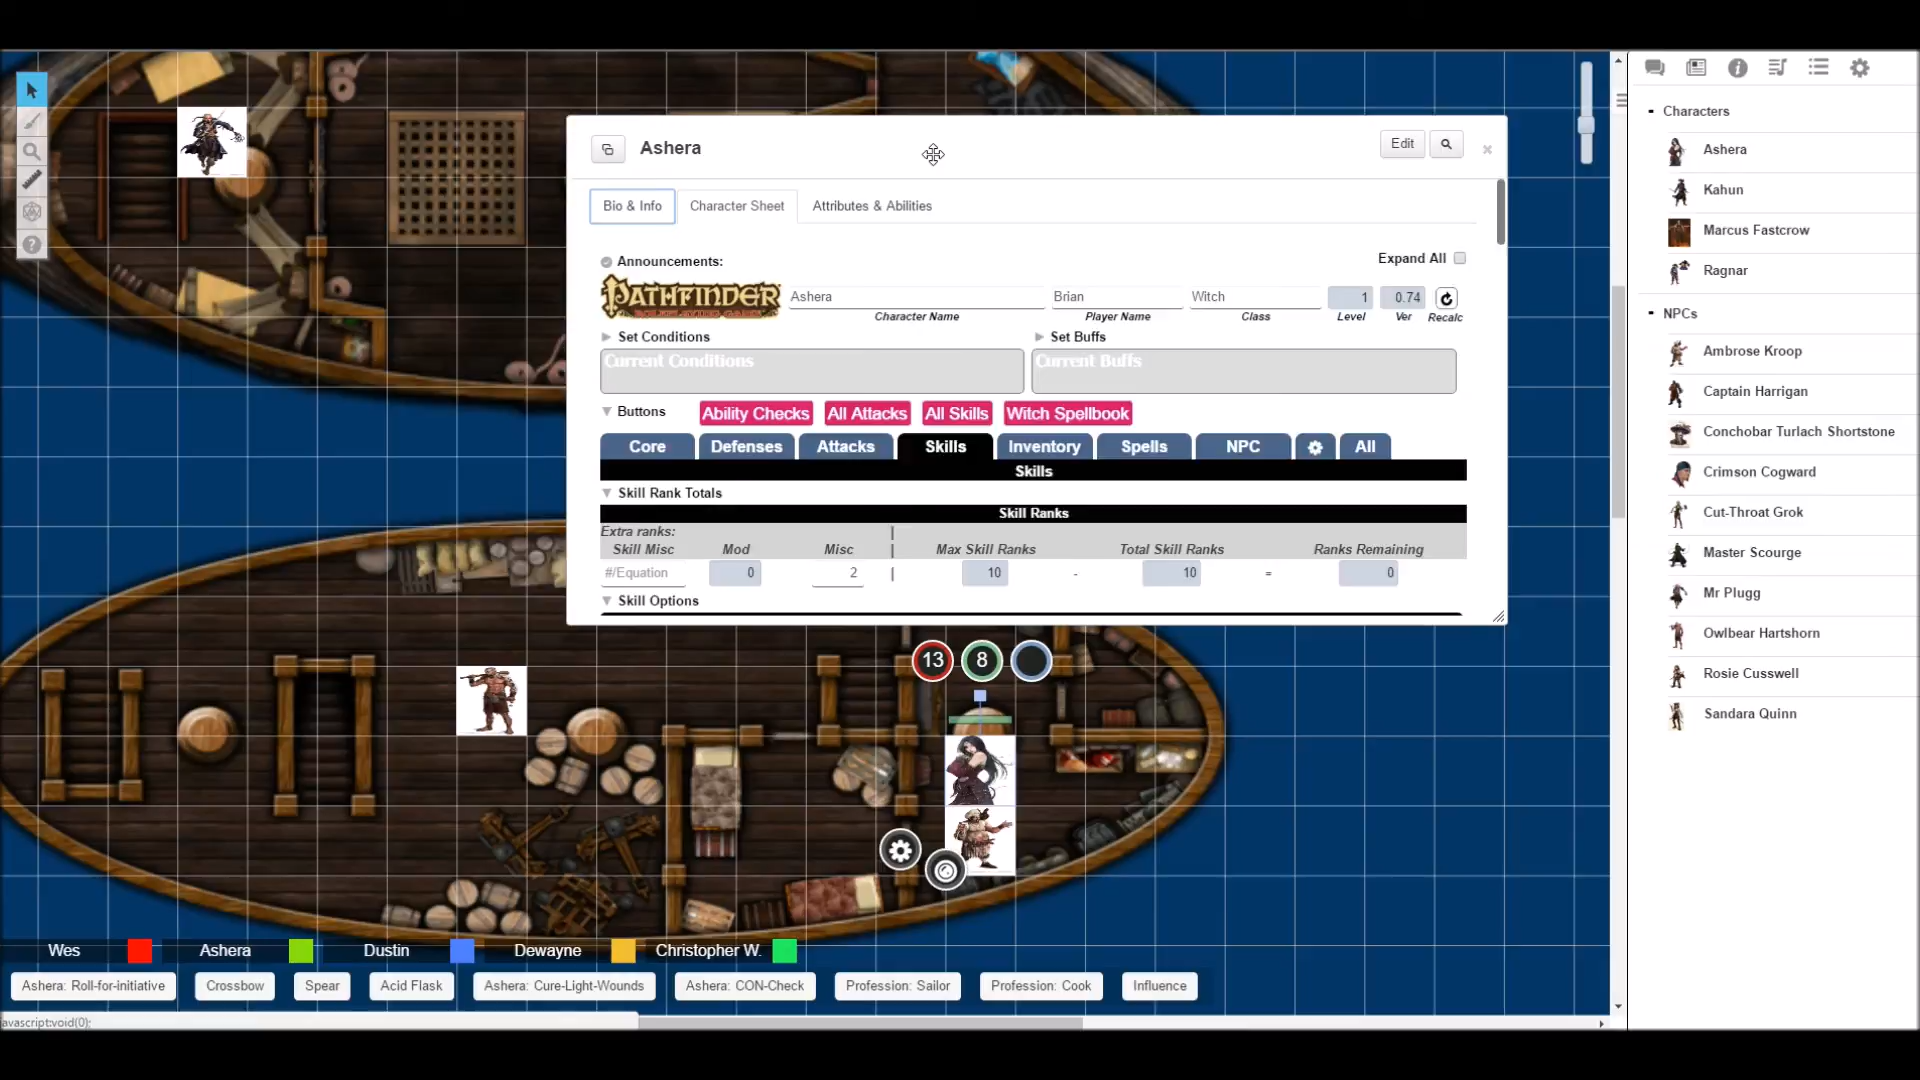 Ashera
Edit
Bio & Info Character Sheet Attributes & Abilities
Announcements: Expand All
PATHFINDER
ROLEPLAYING GAME
Ashera Brian Witch 1 0.74
Character Name Player Name Class Level Ver Recalc
Set Conditions Set Buffs
Current Conditions Current Buffs
Buttons Ability Checks All Attacks All Skills Witch Spellbook
Core Defenses Attacks Skills Inventory Spells NPC All
Skills
Skill Rank Totals
Skill Ranks
Extra ranks: |
Skill Misc Mod Misc Max Skill Ranks Total Skill Ranks Ranks Remaining
#/Equation 0 2 | 10 - 10 = 0
Skill Options
13 8
Wes Ashera Dustin Dewayne Christopher W.
Ashera: Roll-for-initiative Crossbow Spear Acid Flask Ashera: Cure-Light-Wounds Ashera: CON-Check Profession: Sailor Profession: Cook Influence
avascript:void(0);
Characters
Ashera
Kahun
Marcus Fastcrow
Ragnar
NPCs
Ambrose Kroop
Captain Harrigan
Conchobar Turlach Shortstone
Crimson Cogward
Cut-Throat Grok
Master Scourge
Mr Plugg
Owlbear Hartshorn
Rosie Cusswell
Sandara Quinn